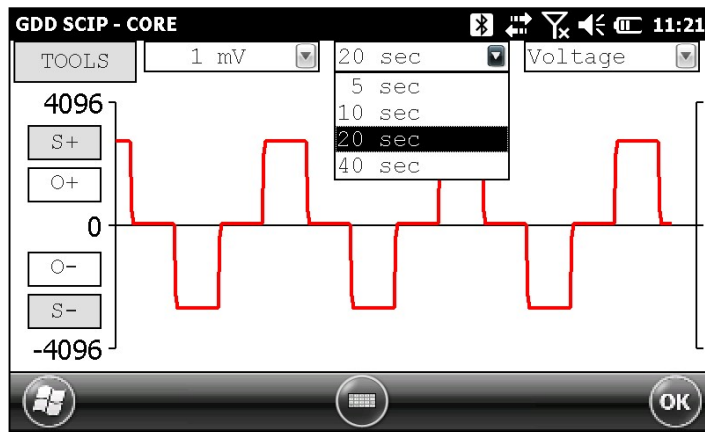 GDD SCIP - CORE 11:21
TOOLS 1 mV 20 sec Voltage
5 sec
10 sec
20 sec
40 sec
4096
S+
O+
0
O-
S-
-4096
OK